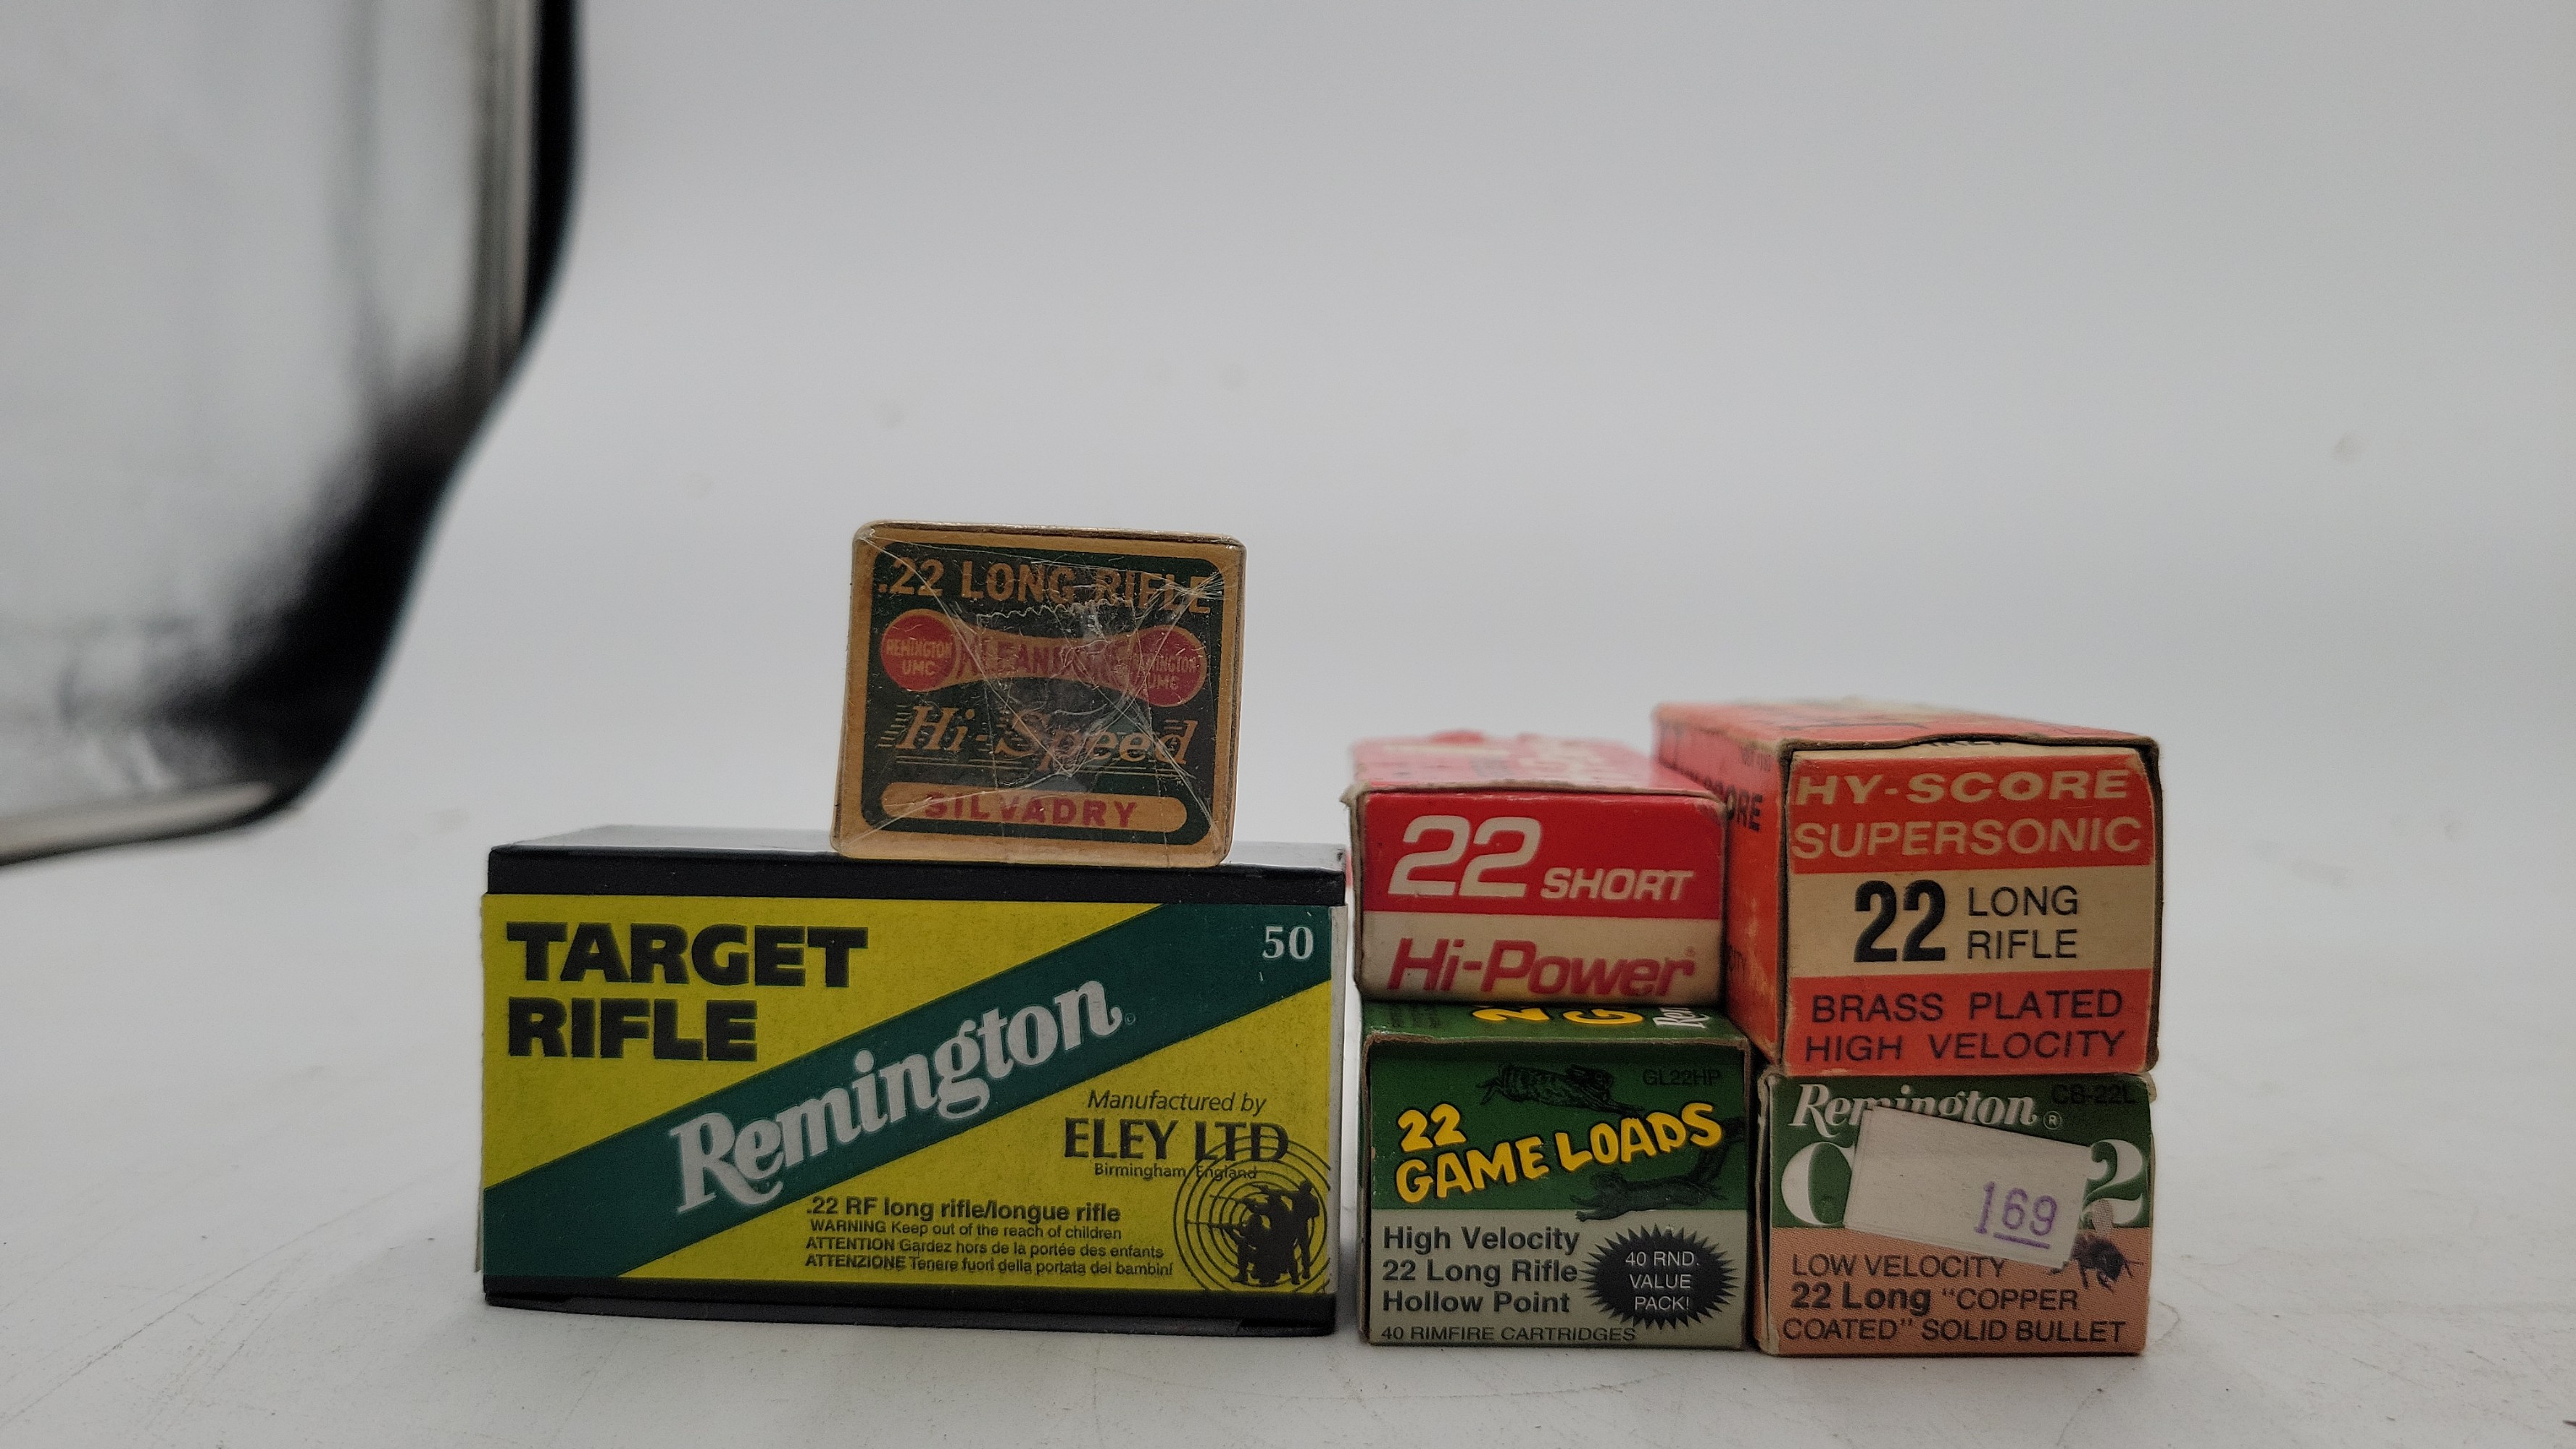 .22 LONG RIFLE
REMINGTON
UMC
REMINGTON
UMC
Hi-Speed
SILVADRY
TARGET
RIFLE
50
Remington
Manufactured by
ELEY LTD
Birmingham, England
.22 RF long rifle/longue rifle
WARNING Keep out of the reach of children
ATTENTION Gardez hors de la portée des enfants
ATTENZIONE Tenere fuori della portata dei bambini
22 SHORT
Hi-Power®
GL22HP
22
GAME LOADS
High Velocity
22 Long Rifle
Hollow Point
40 RND.
VALUE
PACK!
40 RIMFIRE CARTRIDGES
HY-SCORE
SUPERSONIC
22 LONG
RIFLE
BRASS PLATED
HIGH VELOCITY
Remington®
CB-22L
169
LOW VELOCITY
22 Long "COPPER
COATED" SOLID BULLET